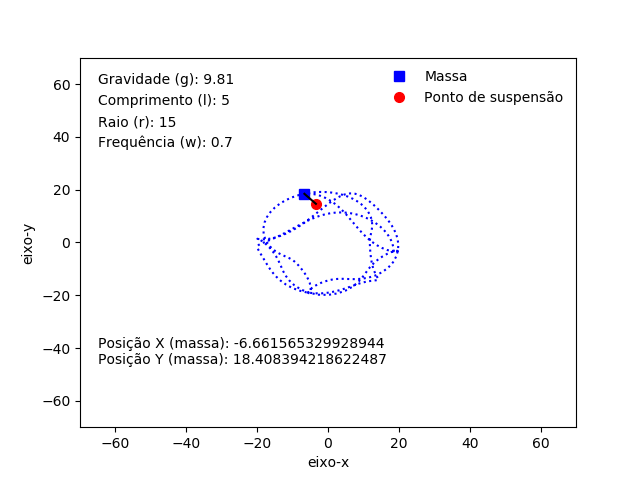 Gravidade (g): 9.81
Comprimento (l): 5
Raio (r): 15
Frequência (w): 0.7
Massa
Ponto de suspensão
60
40
20
0
−20
−40
−60
eixo-y
Posição X (massa): -6.661565329928944
Posição Y (massa): 18.408394218622487
−60
−40
−20
0
20
40
60
eixo-x